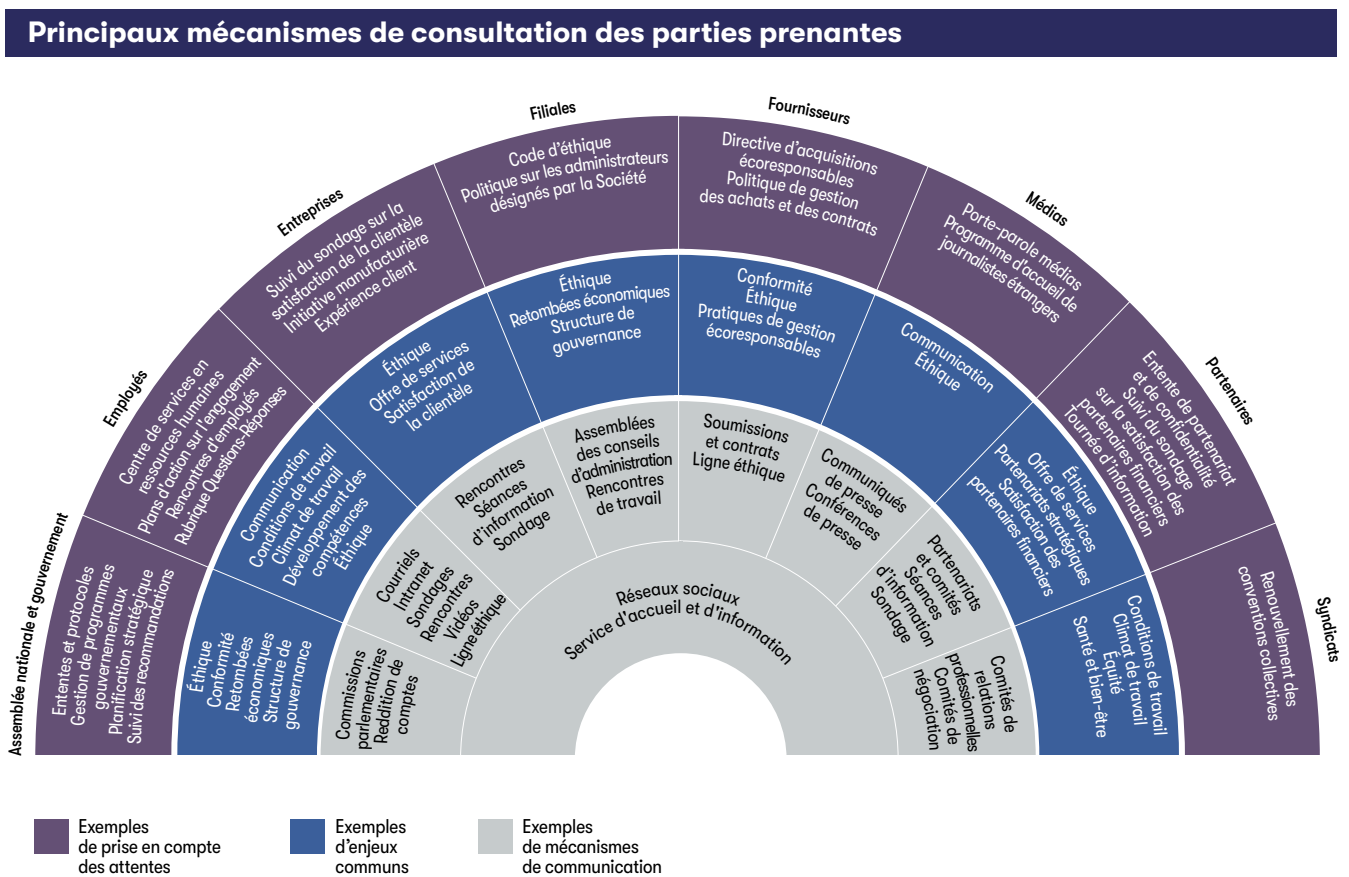 Principaux mécanismes de consultation des parties prenantes
Assemblée nationale et gouvernement
Ententes et protocoles
Gestion de programmes
gouvernementaux
Planification stratégique
Suivi des recommandations
Éthique
Conformité
Retombées
économiques
Structure de
gouvernance
Commissions
parlementaires
Reddition de
comptes
Employés
Centre de services en
ressources humaines
Plans d'action sur l'engagement
Rencontres d'employés
Rubrique Questions-Réponses
Communication
Conditions de travail
Climat de travail
Développement des
compétences
Éthique
Courriels
Intranet
Sondages
Rencontres
Vidéos
Ligne éthique
Entreprises
Suivi du sondage sur la
satisfaction de la clientèle
Initiative manufacturière
Expérience client
Éthique
Offre de services
Satisfaction de
la clientèle
Rencontres
Séances
d'information
Sondage
Filiales
Code d'éthique
Politique sur les administrateurs
désignés par la Société
Éthique
Retombées économiques
Structure de
gouvernance
Assemblées
des conseils
d'administration
Rencontres
de travail
Fournisseurs
Directive d'acquisitions
écoresponsables
Politique de gestion
des achats et des contrats
Conformité
Éthique
Pratiques de gestion
écoresponsables
Soumissions
et contrats
Ligne éthique
Médias
Porte-parole médias
Programme d'accueil de
journalistes étrangers
Communication
Éthique
Communiqués
de presse
Conférences
de presse
Partenaires
Entente de partenariat
et de confidentialité
Suivi du sondage
sur la satisfaction des
partenaires financiers
Tournée d'information
Éthique
Offre de services
Partenariats stratégiques
Satisfaction des
partenaires financiers
Partenariats
et comités
Séances
d'information
Sondage
Syndicats
Renouvellement des
conventions collectives
Conditions de travail
Climat de travail
Équité
Santé et bien-être
Comités de
relations
professionnelles
Comités de
négociation
Réseaux sociaux
Service d'accueil et d'information
Exemples
de prise en compte
des attentes
Exemples
d'enjeux
communs
Exemples
de mécanismes
de communication